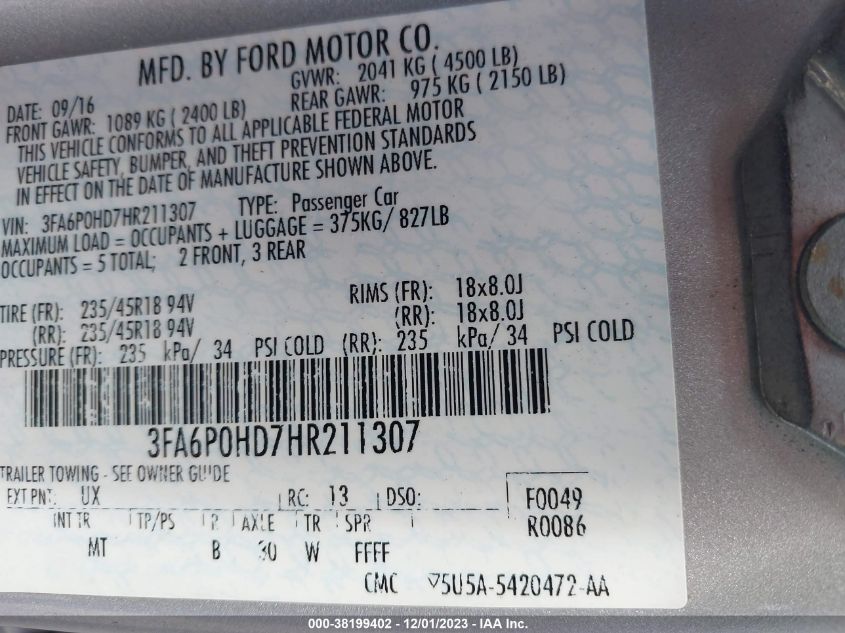 MFD. BY FORD MOTOR CO.
DATE: 09/16 GVWR: 2041 KG ( 4500 LB)
FRONT GAWR: 1089 KG ( 2400 LB) REAR GAWR: 975 KG ( 2150 LB)
THIS VEHICLE CONFORMS TO ALL APPLICABLE FEDERAL MOTOR
VEHICLE SAFETY, BUMPER, AND THEFT PREVENTION STANDARDS
IN EFFECT ON THE DATE OF MANUFACTURE SHOWN ABOVE.
VIN: 3FA6P0HD7HR211307 TYPE: Passenger Car
MAXIMUM LOAD = OCCUPANTS + LUGGAGE = 375KG/ 827LB
OCCUPANTS = 5 TOTAL; 2 FRONT, 3 REAR
TIRE (FR): 235/45R18 94V RIMS (FR): 18x8.0J
(RR): 235/45R18 94V (RR): 18x8.0J
PRESSURE (FR): 235 kPa/ 34 PSI COLD (RR): 235 kPa/ 34 PSI COLD
3FA6P0HD7HR211307
TRAILER TOWING - SEE OWNER GUIDE
EXT PNT: UX RC: 13 DSO: F0049
INT TR TP/PS R AXLE TR SPR R0086
MT B 30 W FFFF
CMC 5U5A-5420472-AA
000-38199402 - 12/01/2023 - IAA Inc.